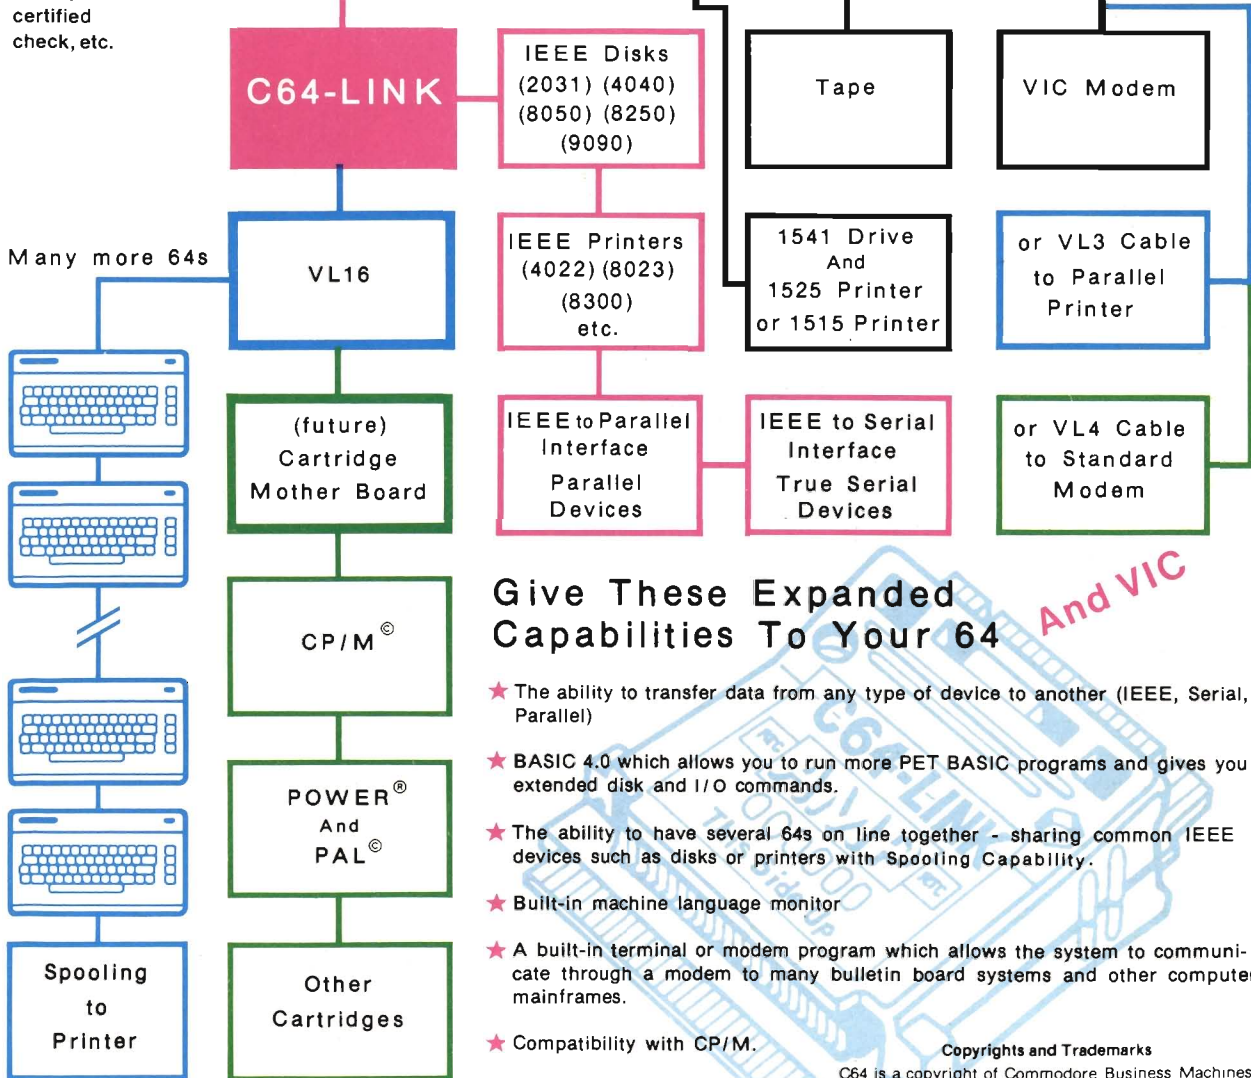 certified
check, etc.
C64-LINK
IEEE Disks
(2031) (4040)
(8050) (8250)
(9090)
Tape
VIC Modem
Many more 64s
VL16
IEEE Printers
(4022) (8023)
(8300)
etc.
1541 Drive
And
1525 Printer
or 1515 Printer
or VL3 Cable
to Parallel
Printer
(future)
Cartridge
Mother Board
IEEE to Parallel
Interface
Parallel
Devices
IEEE to Serial
Interface
True Serial
Devices
or VL4 Cable
to Standard
Modem
CP/M©
POWER®
And
PAL©
Other
Cartridges
Spooling
to
Printer
Give These Expanded
Capabilities To Your 64
And VIC
★ The ability to transfer data from any type of device to another (IEEE, Serial,
Parallel)
★ BASIC 4.0 which allows you to run more PET BASIC programs and gives you
extended disk and I/O commands.
★ The ability to have several 64s on line together - sharing common IEEE
devices such as disks or printers with Spooling Capability.
★ Built-in machine language monitor
★ A built-in terminal or modem program which allows the system to communi-
cate through a modem to many bulletin board systems and other compute
mainframes.
★ Compatibility with CP/M.
C64-LINK
RTC
RTC
000000
This Side Up
Copyrights and Trademarks
C64 is a copyright of Commodore Business Machines